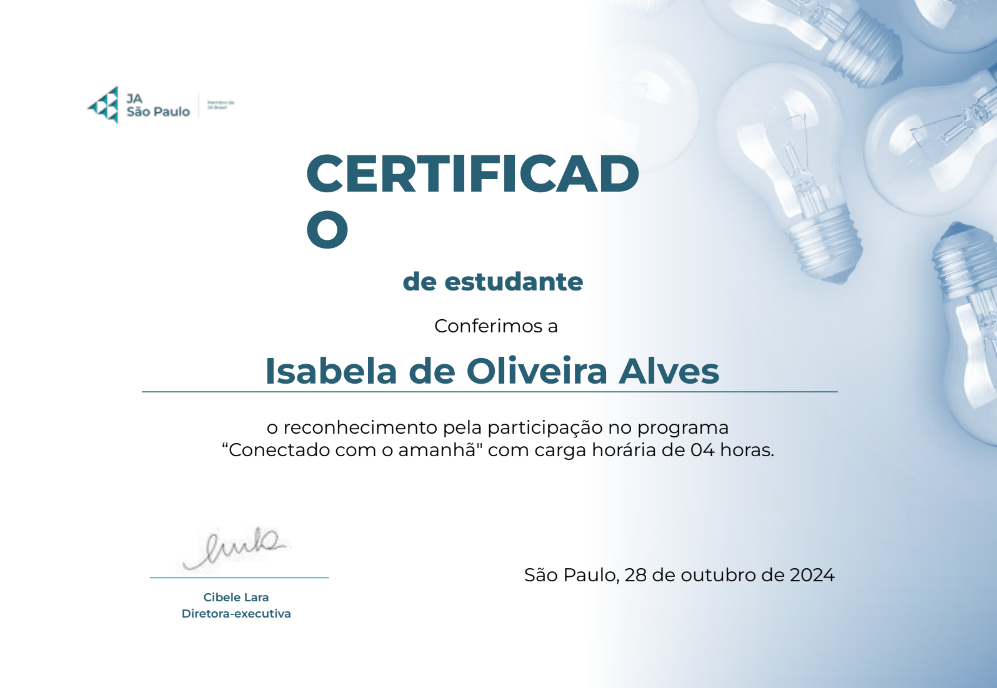 JA
São Paulo
Membro da
JA Brasil
CERTIFICAD
O
de estudante
Conferimos a
Isabela de Oliveira Alves
o reconhecimento pela participação no programa
“Conectado com o amanhã" com carga horária de 04 horas.
São Paulo, 28 de outubro de 2024
Cibele Lara
Diretora-executiva